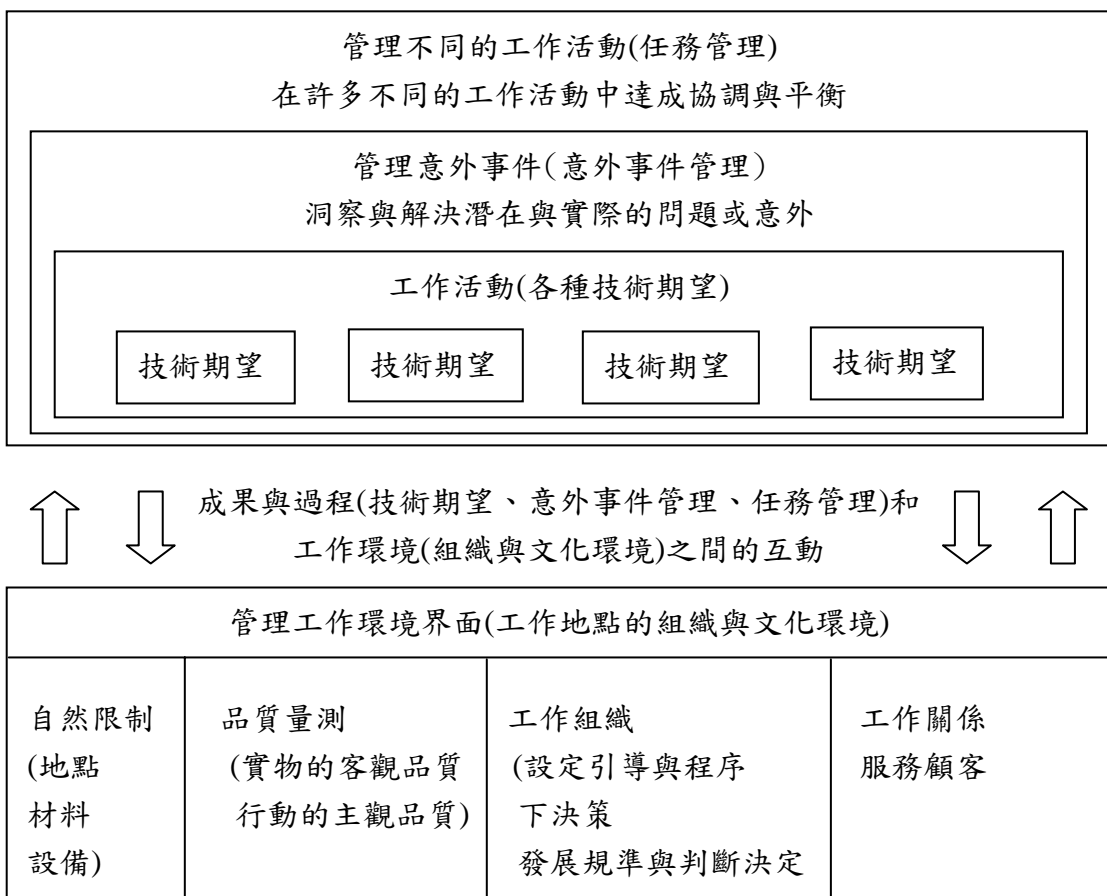 管理不同的工作活動(任務管理)
在許多不同的工作活動中達成協調與平衡
管理意外事件(意外事件管理)
洞察與解決潛在與實際的問題或意外
工作活動(各種技術期望)
技術期望
技術期望
技術期望
技術期望
成果與過程(技術期望、意外事件管理、任務管理)和
工作環境(組織與文化環境)之間的互動
管理工作環境界面(工作地點的組織與文化環境)
自然限制
(地點
材料
設備)
品質量測
(實物的客觀品質
行動的主觀品質)
工作組織
(設定引導與程序
下決策
發展規準與判斷決定
工作關係
服務顧客